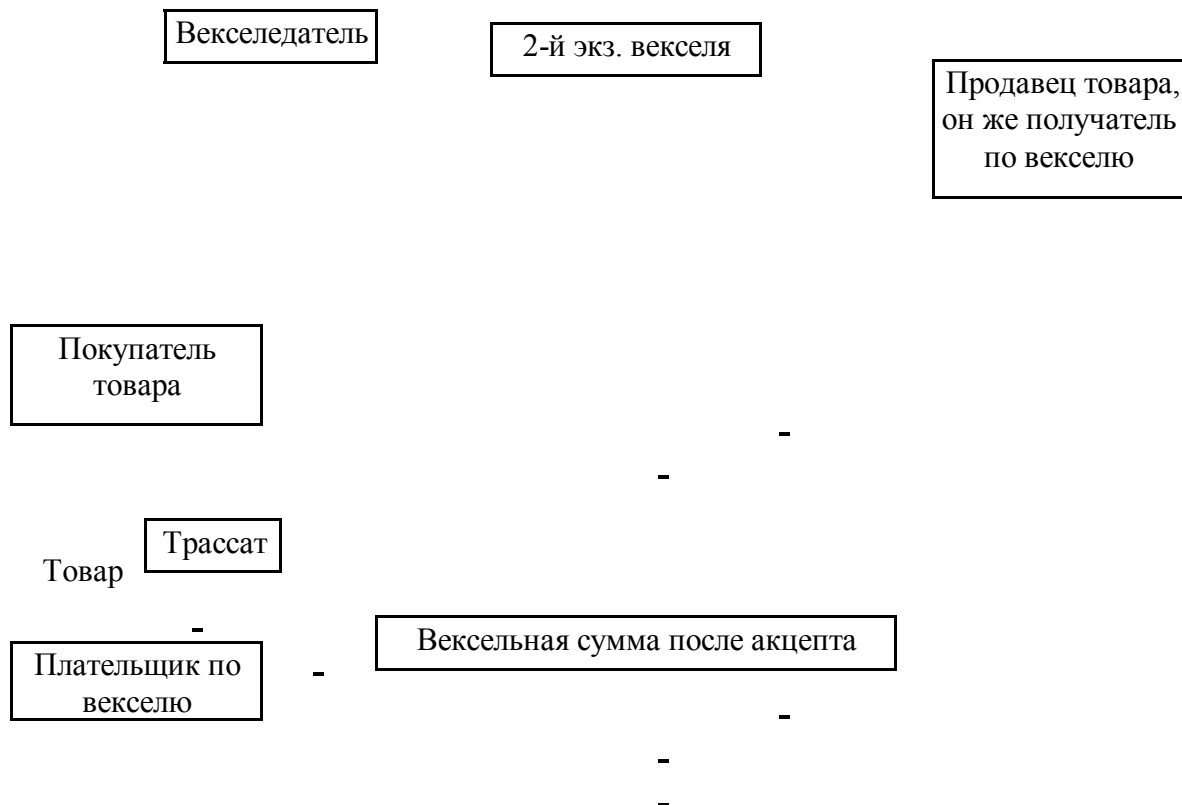 Векселедатель
2-й экз. векселя
Продавец товара,
он же получатель
по векселю
Покупатель
товара
Трассат
Товар
Вексельная сумма после акцепта
Плательщик по
векселю